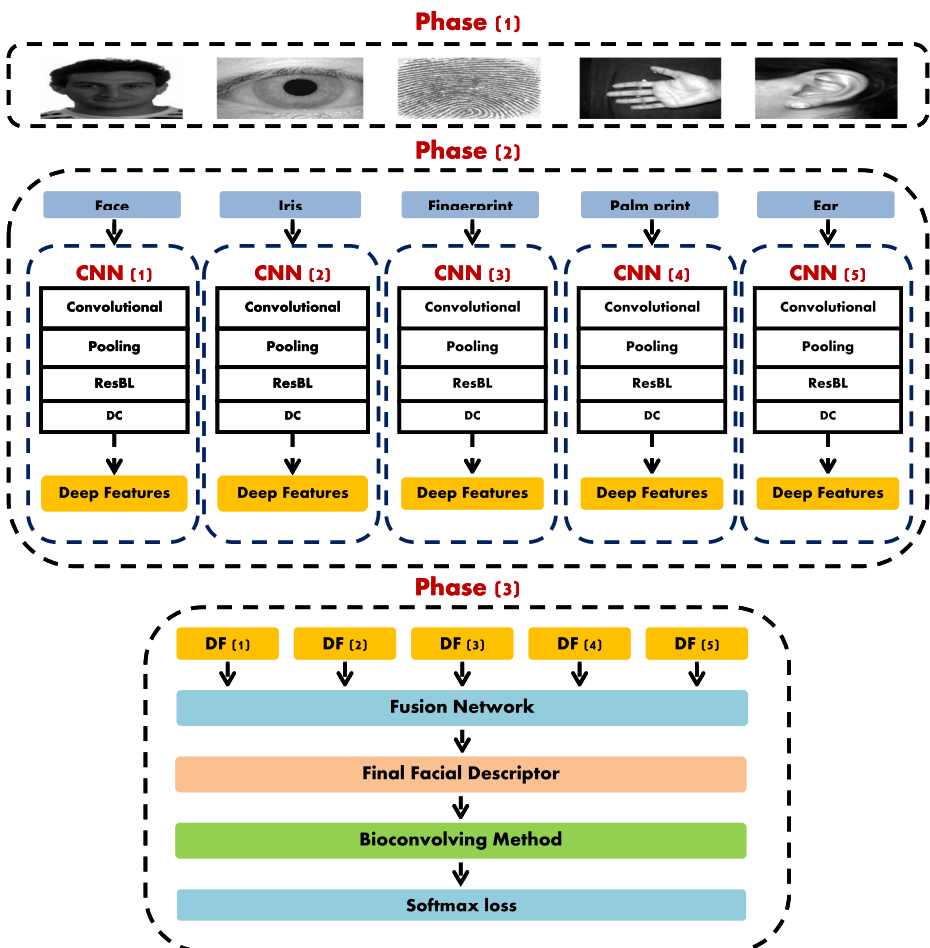 Phase (1)
Phase (2)
Face Iris Fingerprint Palm print Ear
CNN (1) CNN (2) CNN (3) CNN (4) CNN (5)
Convolutional Convolutional Convolutional Convolutional Convolutional
Pooling Pooling Pooling Pooling Pooling
ResBL ResBL ResBL ResBL ResBL
DC DC DC DC DC
Deep Features Deep Features Deep Features Deep Features Deep Features
Phase (3)
DF (1) DF (2) DF (3) DF (4) DF (5)
Fusion Network
Final Facial Descriptor
Bioconvolving Method
Softmax loss